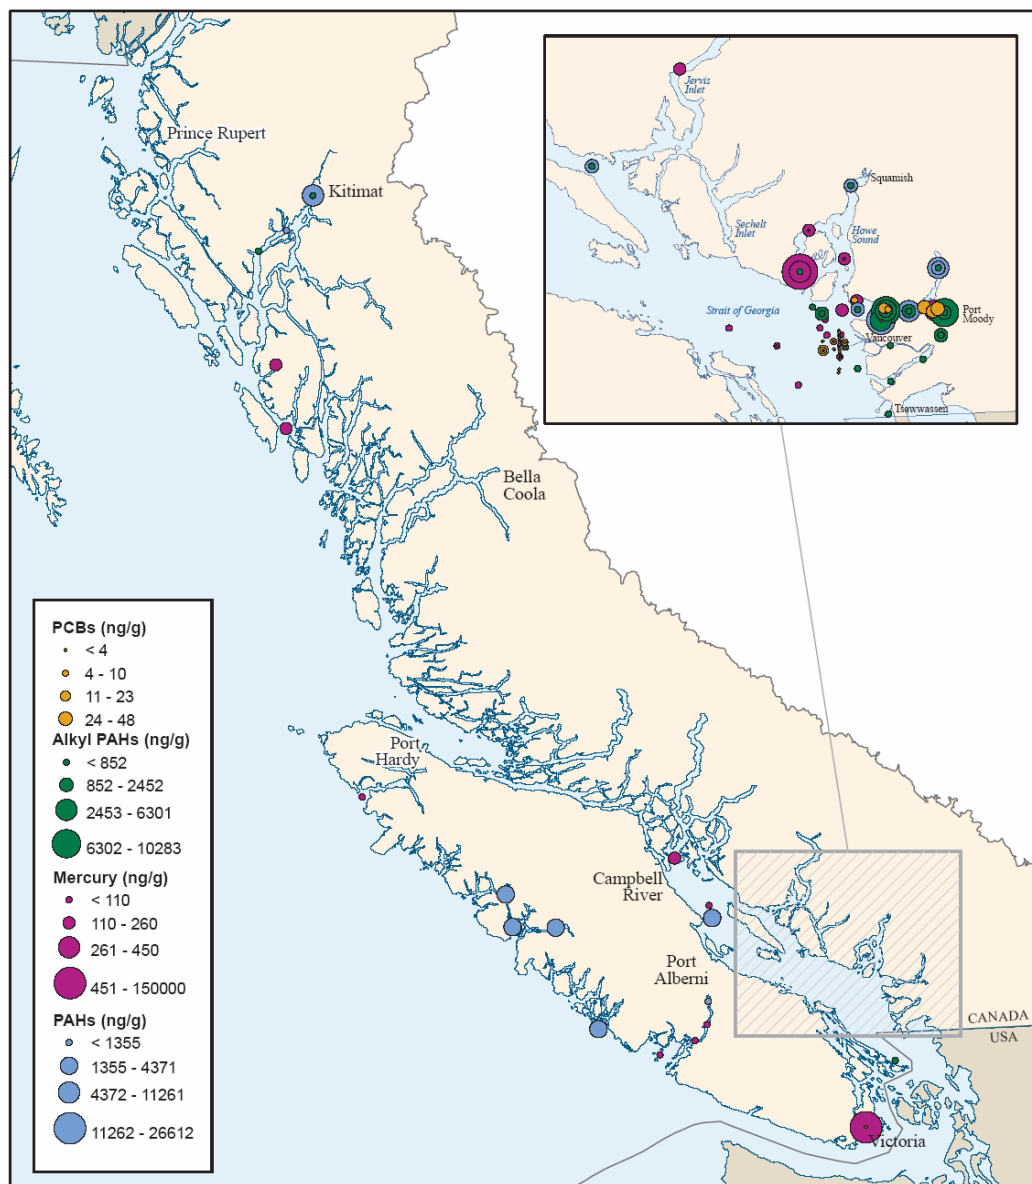 Prince Rupert
Kitimat
Bella
Coola
Port
Hardy
Campbell
River
Port
Alberni
Victoria
CANADA
USA
Jervis
Inlet
Squamish
Sechelt
Inlet
Howe
Sound
Strait of Georgia
Port
Moody
Vancouver
Tsawwassen
PCBs (ng/g)
< 4
4 - 10
11 - 23
24 - 48
Alkyl PAHs (ng/g)
< 852
852 - 2452
2453 - 6301
6302 - 10283
Mercury (ng/g)
< 110
110 - 260
261 - 450
451 - 150000
PAHs (ng/g)
< 1355
1355 - 4371
4372 - 11261
11262 - 26612